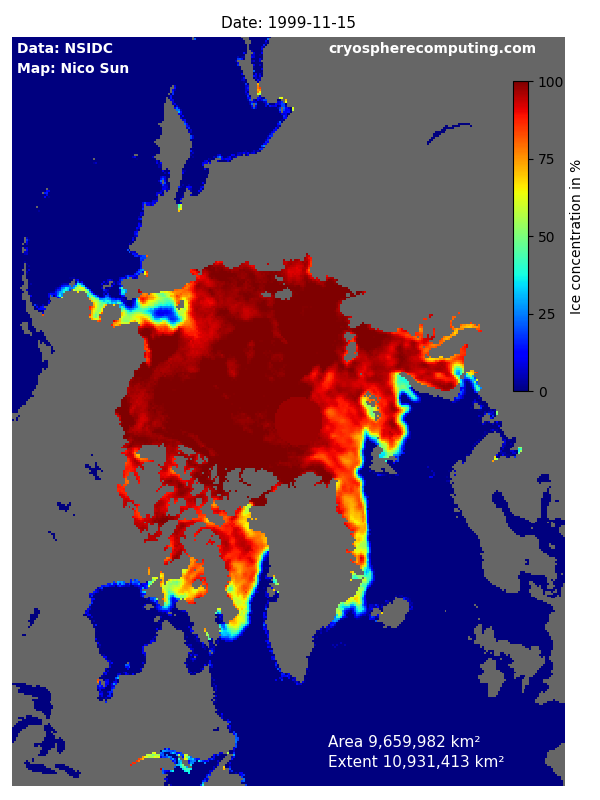 Date: 1999-11-15
Data: NSIDC
Map: Nico Sun
cryospherecomputing.com
100
75
50
25
0
Ice concentration in %
Area 9,659,982 km²
Extent 10,931,413 km²